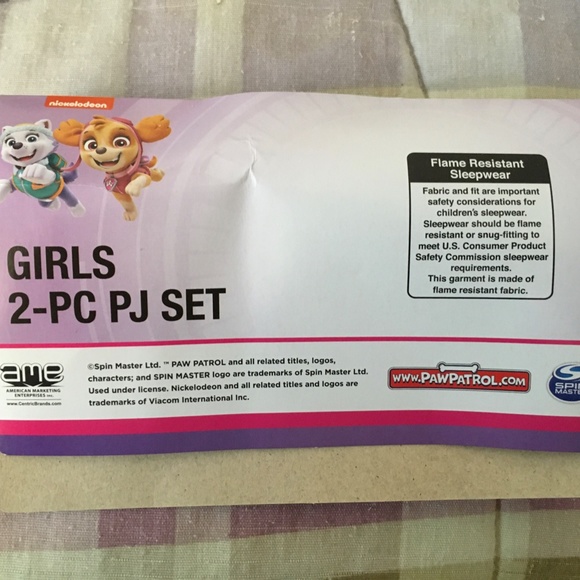 nickelodeon
GIRLS
2-PC PJ SET
Flame Resistant
Sleepwear
Fabric and fit are important
safety considerations for
children's sleepwear.
Sleepwear should be flame
resistant or snug-fitting to
meet U.S. Consumer Product
Safety Commission sleepwear
requirements.
This garment is made of
flame resistant fabric.
ame
AMERICAN MARKETING
ENTERPRISES INC.
www.CentricBrands.com
©Spin Master Ltd. ™ PAW PATROL and all related titles, logos,
characters; and SPIN MASTER logo are trademarks of Spin Master Ltd.
Used under license. Nickelodeon and all related titles and logos are
trademarks of Viacom International Inc.
www.PAWPATROL.COM
SPIN
MASTER